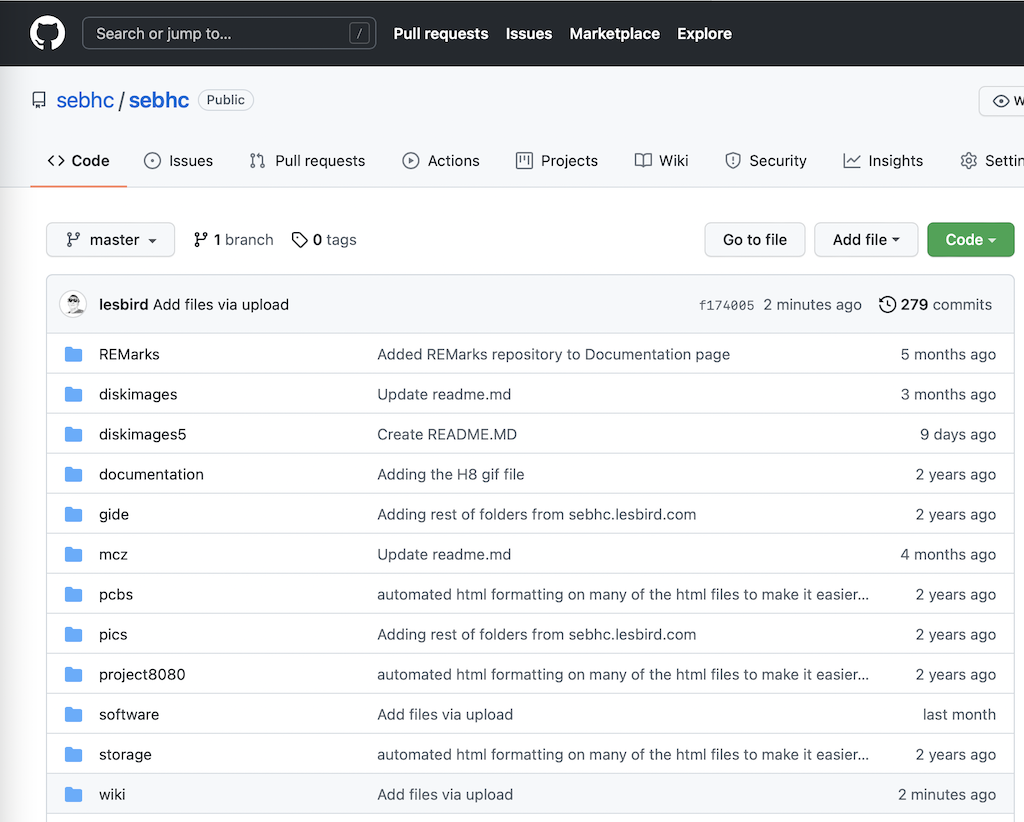 Search or jump to... / Pull requests Issues Marketplace Explore
sebhc / sebhc Public
Code Issues Pull requests Actions Projects Wiki Security Insights
master 1 branch 0 tags Go to file Add file Code
lesbird Add files via upload f174005 2 minutes ago 279 commits
REMarks Added REMarks repository to Documentation page 5 months ago
diskimages Update readme.md 3 months ago
diskimages5 Create README.MD 9 days ago
documentation Adding the H8 gif file 2 years ago
gide Adding rest of folders from sebhc.lesbird.com 2 years ago
mcz Update readme.md 4 months ago
pcbs automated html formatting on many of the html files to make it easier... 2 years ago
pics Adding rest of folders from sebhc.lesbird.com 2 years ago
project8080 automated html formatting on many of the html files to make it easier... 2 years ago
software Add files via upload last month
storage automated html formatting on many of the html files to make it easier... 2 years ago
wiki Add files via upload 2 minutes ago